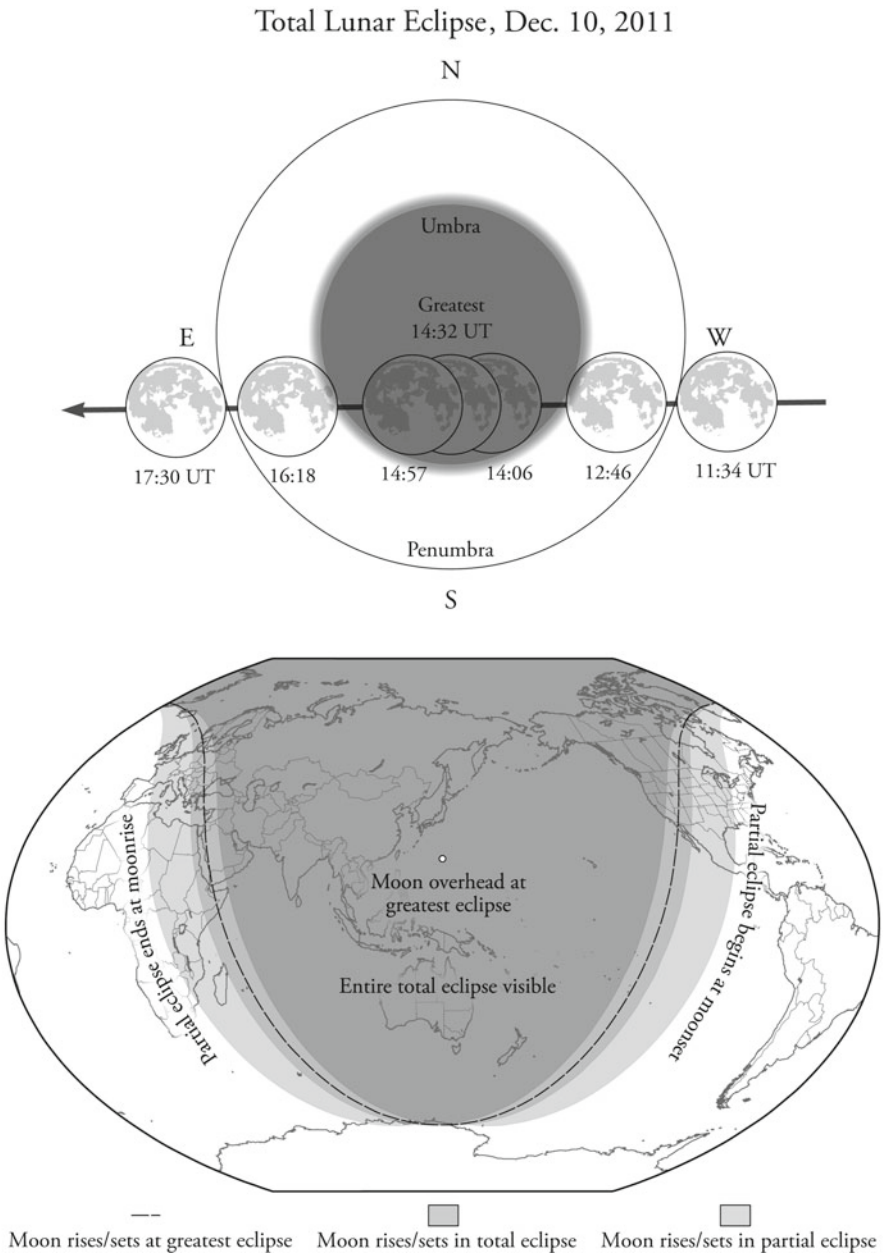 Total Lunar Eclipse, Dec. 10, 2011
N
Umbra
Greatest
14:32 UT
E
W
17:30 UT
16:18
14:57
14:06
12:46
11:34 UT
Penumbra
S
Partial eclipse ends at moonrise
Moon overhead at
greatest eclipse
Entire total eclipse visible
Partial eclipse begins at moonset
Moon rises/sets at greatest eclipse
Moon rises/sets in total eclipse
Moon rises/sets in partial eclipse